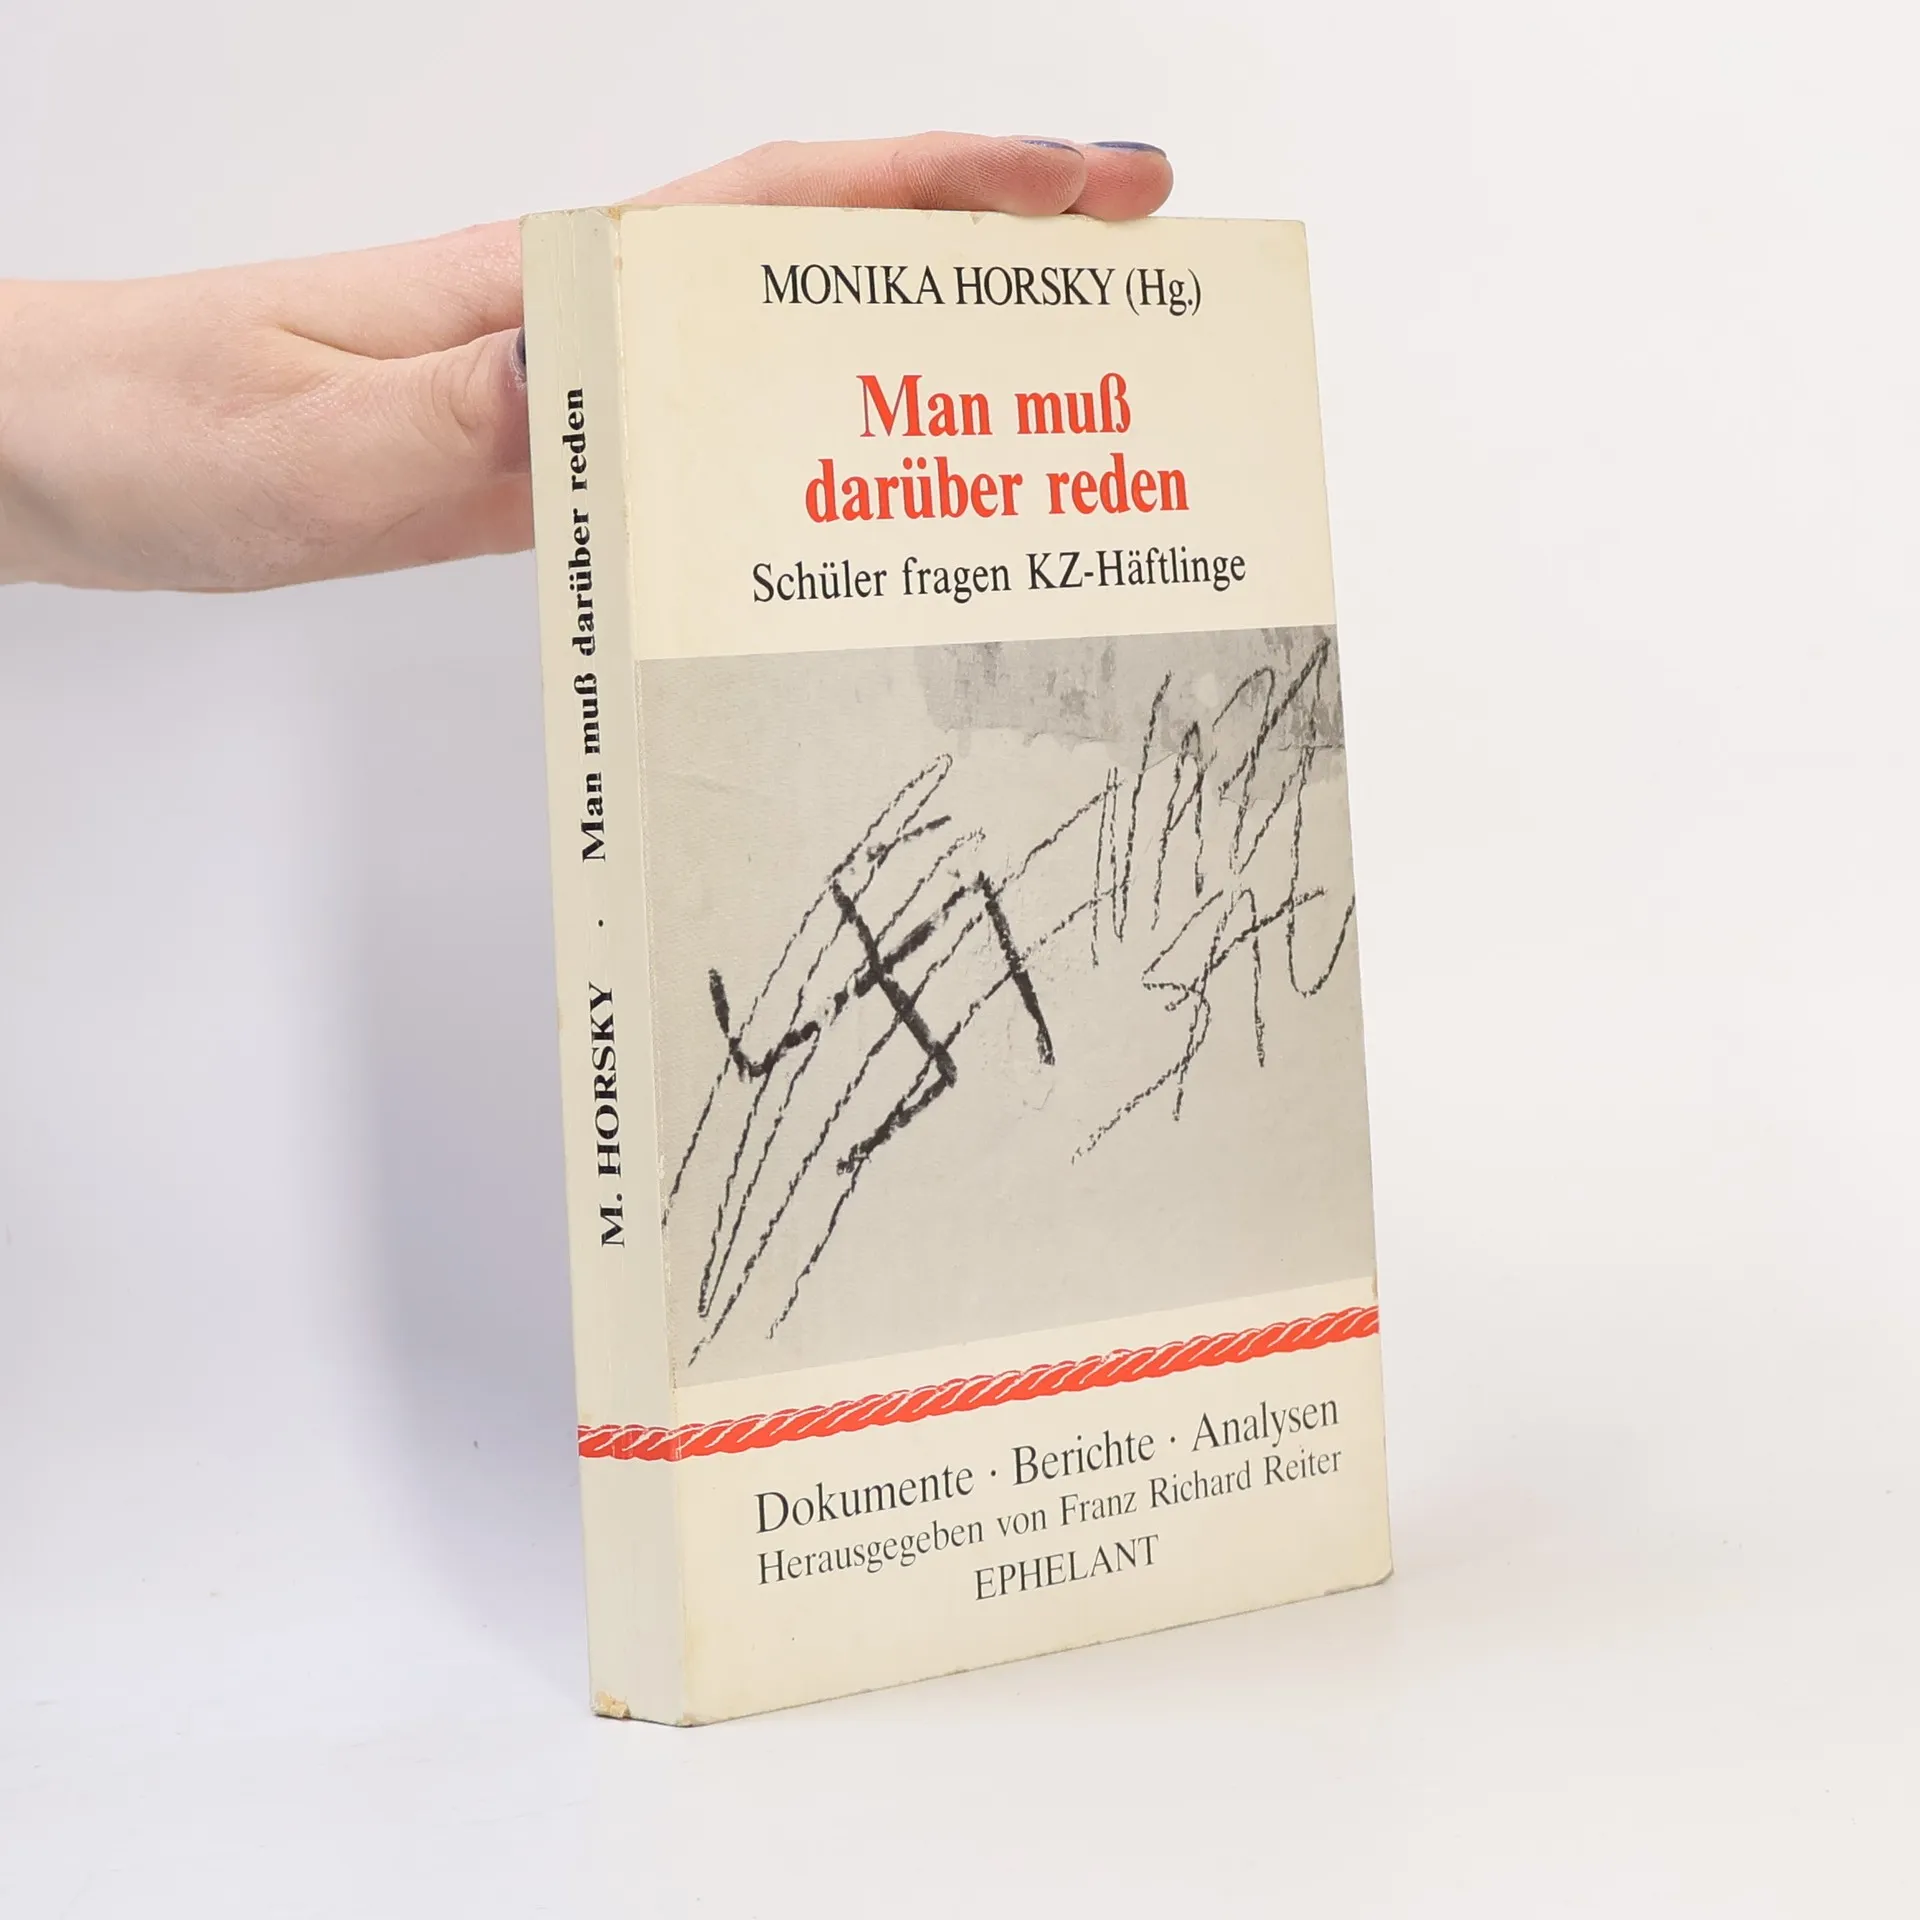 MONIKA HORSKY (Hg.)
Man muß
darüber reden
Schüler fragen KZ-Häftlinge
Dokumente · Berichte · Analysen
Herausgegeben von Franz Richard Reiter
EPHELANT
M. HORSKY · Man muß darüber reden